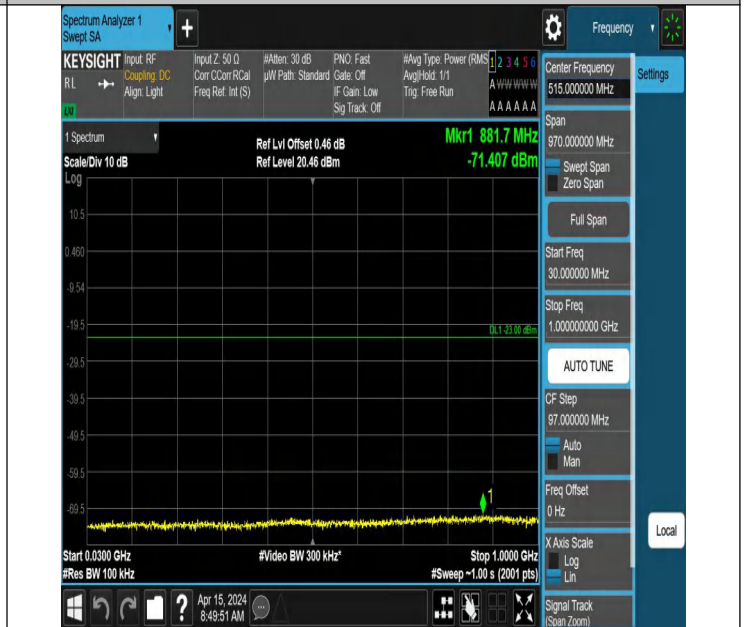 Spectrum Analyzer 1
Swept SA
+
Frequency
KEYSIGHT
RL
Input: RF
Coupling: DC
Align: Light
Input Z: 50 Ω
Corr CCorr RCal
Freq Ref: Int (S)
#Atten: 30 dB
µW Path: Standard
PNO: Fast
Gate: Off
IF Gain: Low
Sig Track: Off
#Avg Type: Power (RMS
Avg|Hold: 1/1
Trig: Free Run
1 2 3 4 5 6
A W W W W W
A A A A A A
1 Spectrum
Scale/Div 10 dB
Log
Ref Lvl Offset 0.46 dB
Ref Level 20.46 dBm
Mkr1 881.7 MHz
-71.407 dBm
10.5
0.460
-9.54
-19.5
DL1 -23.00 dBm
-29.5
-39.5
-49.5
-59.5
-69.5
1
Start 0.0300 GHz
#Res BW 100 kHz
#Video BW 300 kHz*
Stop 1.0000 GHz
#Sweep ~1.00 s (2001 pts)
?
Apr 15, 2024
8:49:51 AM
Center Frequency
515.000000 MHz
Settings
Span
970.000000 MHz
Swept Span
Zero Span
Full Span
Start Freq
30.000000 MHz
Stop Freq
1.00000000 GHz
AUTO TUNE
CF Step
97.000000 MHz
Auto
Man
Freq Offset
0 Hz
X Axis Scale
Log
Lin
Local
Signal Track
(Span Zoom)